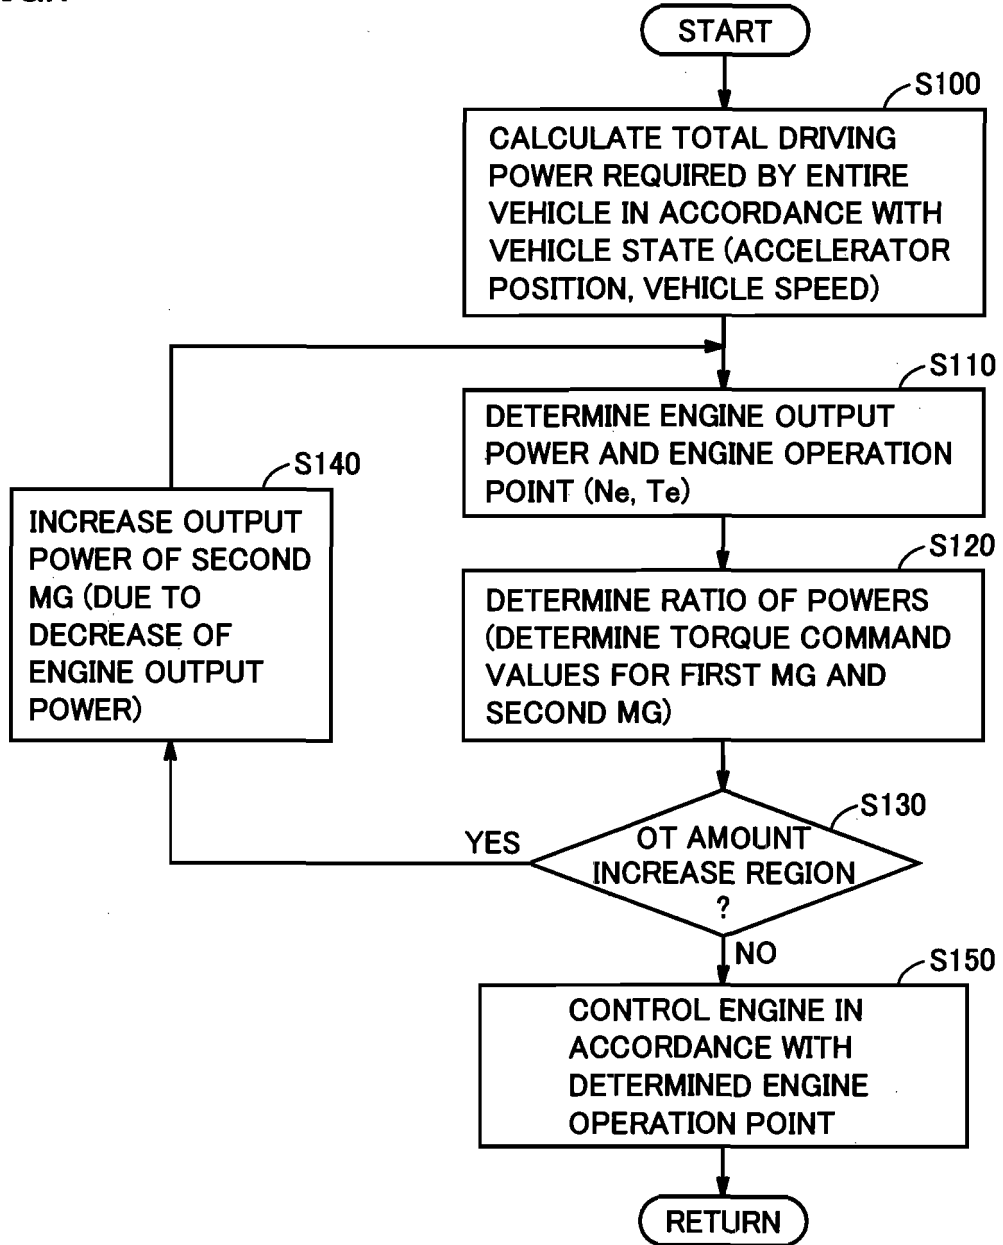 START
S100
CALCULATE TOTAL DRIVING
POWER REQUIRED BY ENTIRE
VEHICLE IN ACCORDANCE WITH
VEHICLE STATE (ACCELERATOR
POSITION, VEHICLE SPEED)
S110
DETERMINE ENGINE OUTPUT
POWER AND ENGINE OPERATION
POINT (Ne, Te)
S140
INCREASE OUTPUT
POWER OF SECOND
MG (DUE TO
DECREASE OF
ENGINE OUTPUT
POWER)
S120
DETERMINE RATIO OF POWERS
(DETERMINE TORQUE COMMAND
VALUES FOR FIRST MG AND
SECOND MG)
S130
YES
OT AMOUNT
INCREASE REGION
?
NO
S150
CONTROL ENGINE IN
ACCORDANCE WITH
DETERMINED ENGINE
OPERATION POINT
RETURN